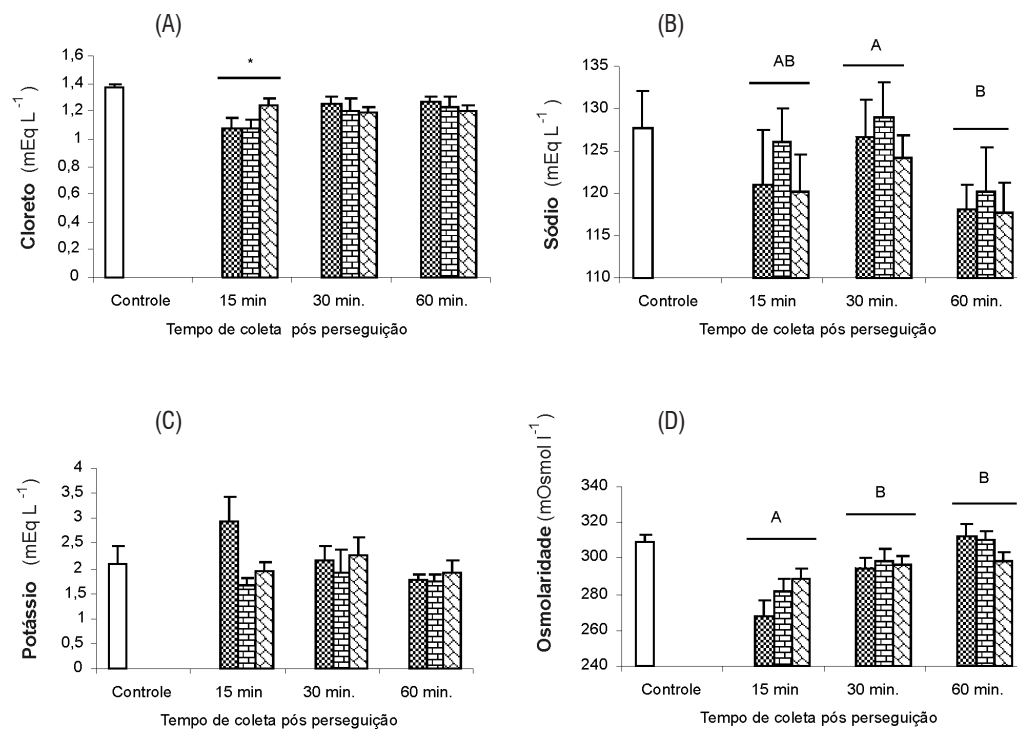 (A)
Cloreto (mEq L-1)
1,6
1,4
1,2
1
0,8
0,6
0,4
0,2
0
*
Controle 15 min 30 min. 60 min.
Tempo de coleta pós perseguição
(B)
Sódio (mEq L-1)
135
130
125
120
115
110
AB
A
B
Controle 15 min 30 min. 60 min.
Tempo de coleta pós perseguição
(C)
Potássio (mEq L-1)
4
3,5
3
2,5
2
1,5
1
0,5
0
Controle 15 min 30 min. 60 min.
Tempo de coleta pós perseguição
(D)
Osmolaridade (mOsmol l-1)
340
320
300
280
260
240
A
B
B
Controle 15 min 30 min. 60 min.
Tempo de coleta pós perseguição